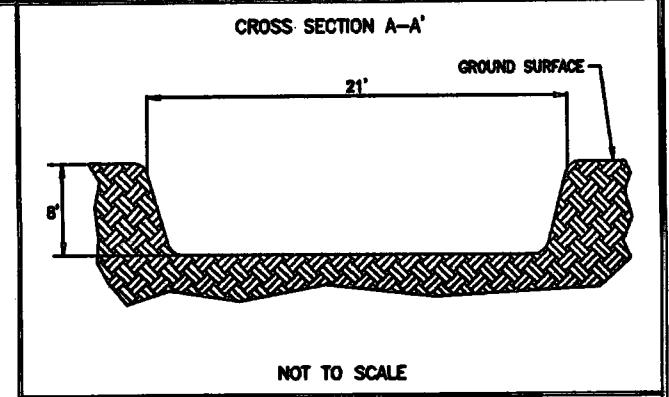 CROSS SECTION A-A'
GROUND SURFACE
21'
8'
NOT TO SCALE